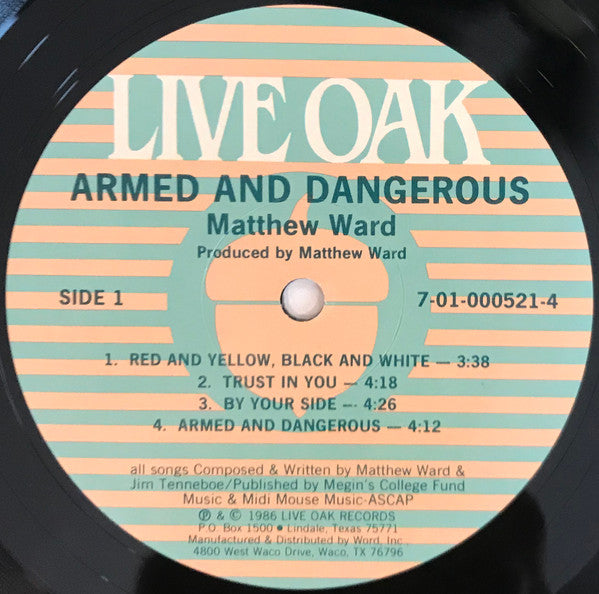 LIVE OAK
ARMED AND DANGEROUS
Matthew Ward
Produced by Matthew Ward
SIDE 1 7-01-000521-4
1. RED AND YELLOW, BLACK AND WHITE — 3:38
2. TRUST IN YOU — 4:18
3. BY YOUR SIDE — 4:26
4. ARMED AND DANGEROUS — 4:12
all songs Composed & Written by Matthew Ward &
Jim Tenneboe/Published by Megin's College Fund
Music & Midi Mouse Music-ASCAP
℗ & © 1986 LIVE OAK RECORDS
P.O. Box 1500 • Lindale, Texas 75771
Manufactured & Distributed by Word, Inc.
4800 West Waco Drive, Waco, TX 76796